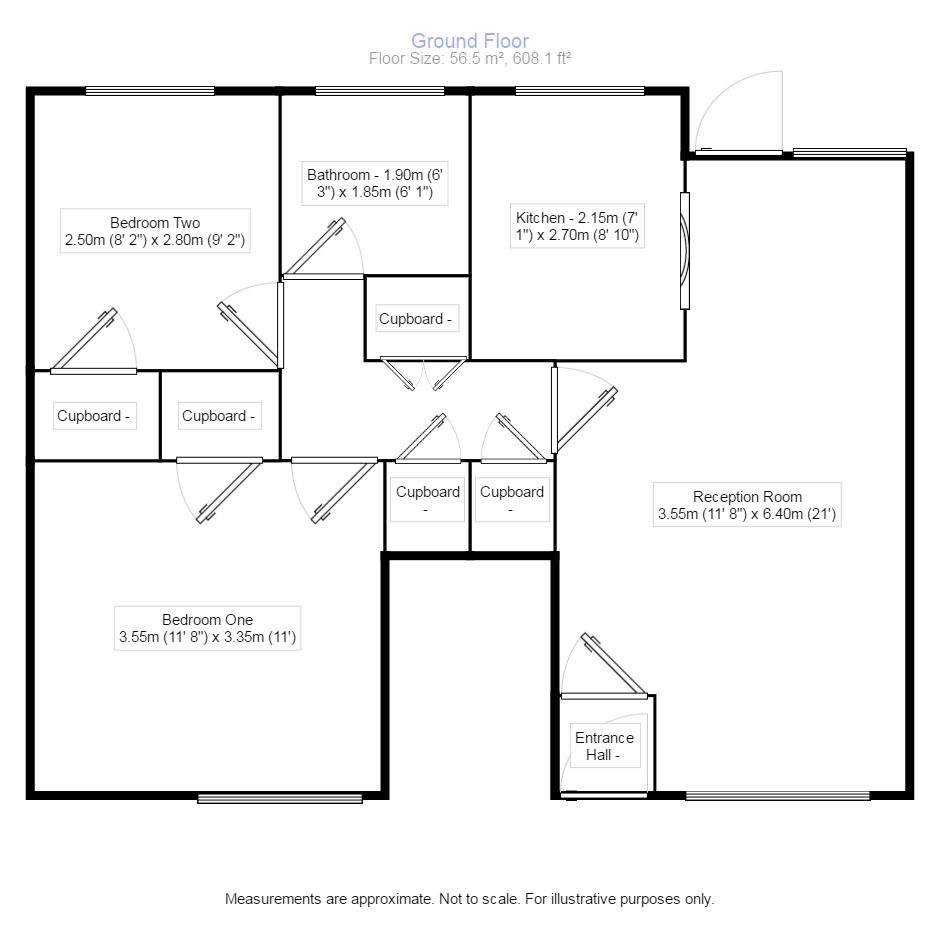 Ground Floor
Floor Size: 56.5 m², 608.1 ft²
Bathroom - 1.90m (6'
3") x 1.85m (6' 1")
Bedroom Two
2.50m (8' 2") x 2.80m (9' 2")
Kitchen - 2.15m (7'
1") x 2.70m (8' 10")
Cupboard -
Cupboard -
Cupboard -
Cupboard
-
Cupboard
-
Reception Room
3.55m (11' 8") x 6.40m (21')
Bedroom One
3.55m (11' 8") x 3.35m (11')
Entrance
Hall -
Measurements are approximate. Not to scale. For illustrative purposes only.